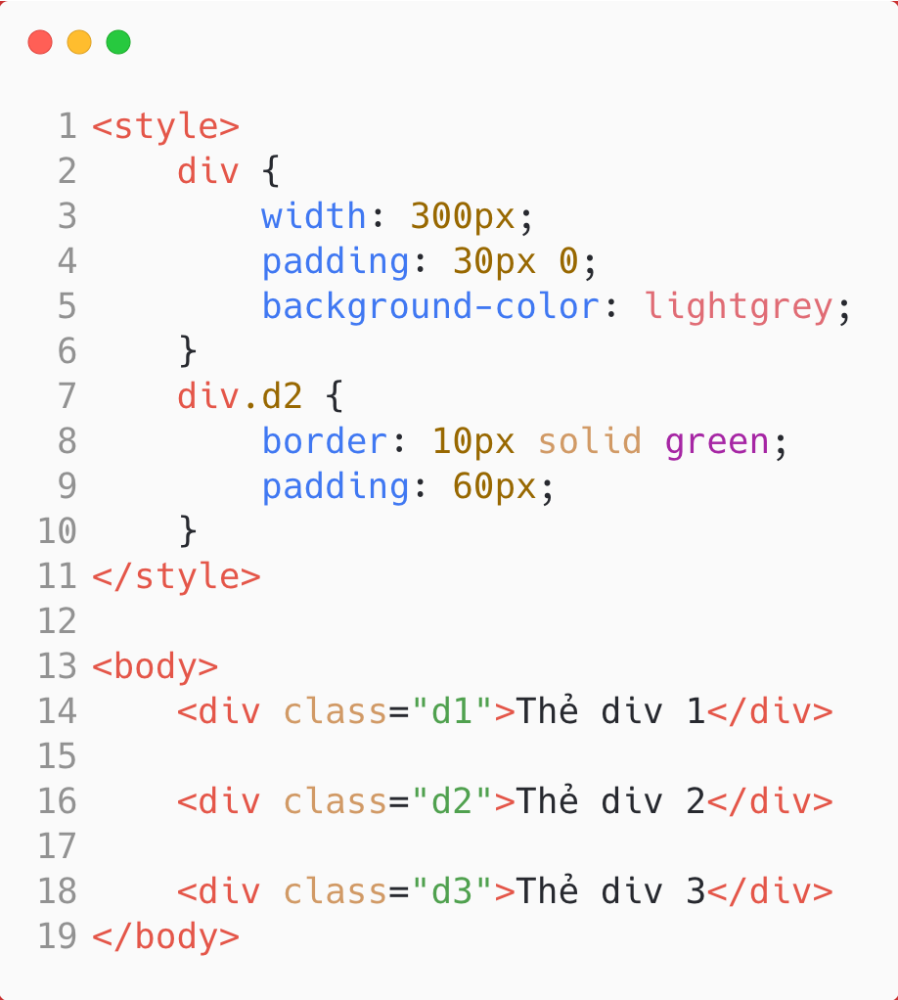 1 <style>
2     div {
3         width: 300px;
4         padding: 30px 0;
5         background-color: lightgrey;
6     }
7     div.d2 {
8         border: 10px solid green;
9         padding: 60px;
10     }
11 </style>
12
13 <body>
14     <div class="d1">Thẻ div 1</div>
15
16     <div class="d2">Thẻ div 2</div>
17
18     <div class="d3">Thẻ div 3</div>
19 </body>